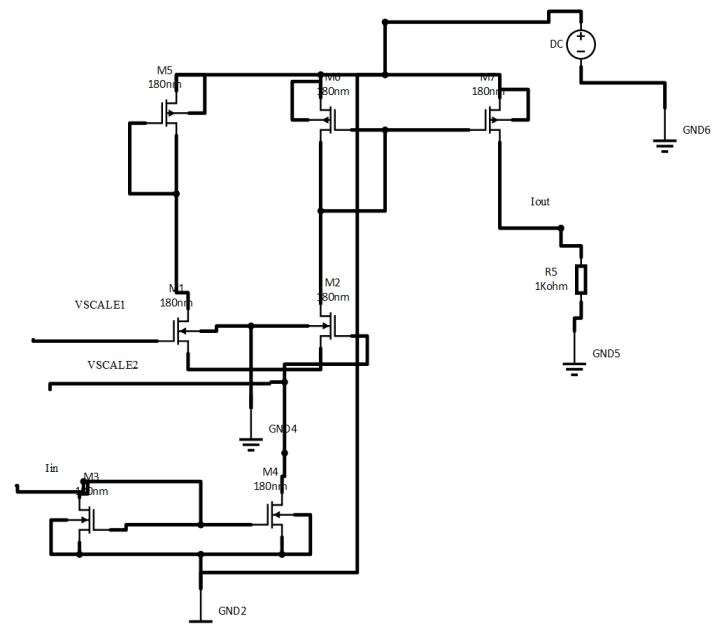 M5
180nm
M6
180nm
M7
180nm
DC
GND6
Iout
R5
1Kohm
GND5
VSCALE1
M1
180nm
M2
180nm
VSCALE2
GND4
Iin
M3
180nm
M4
180nm
GND2